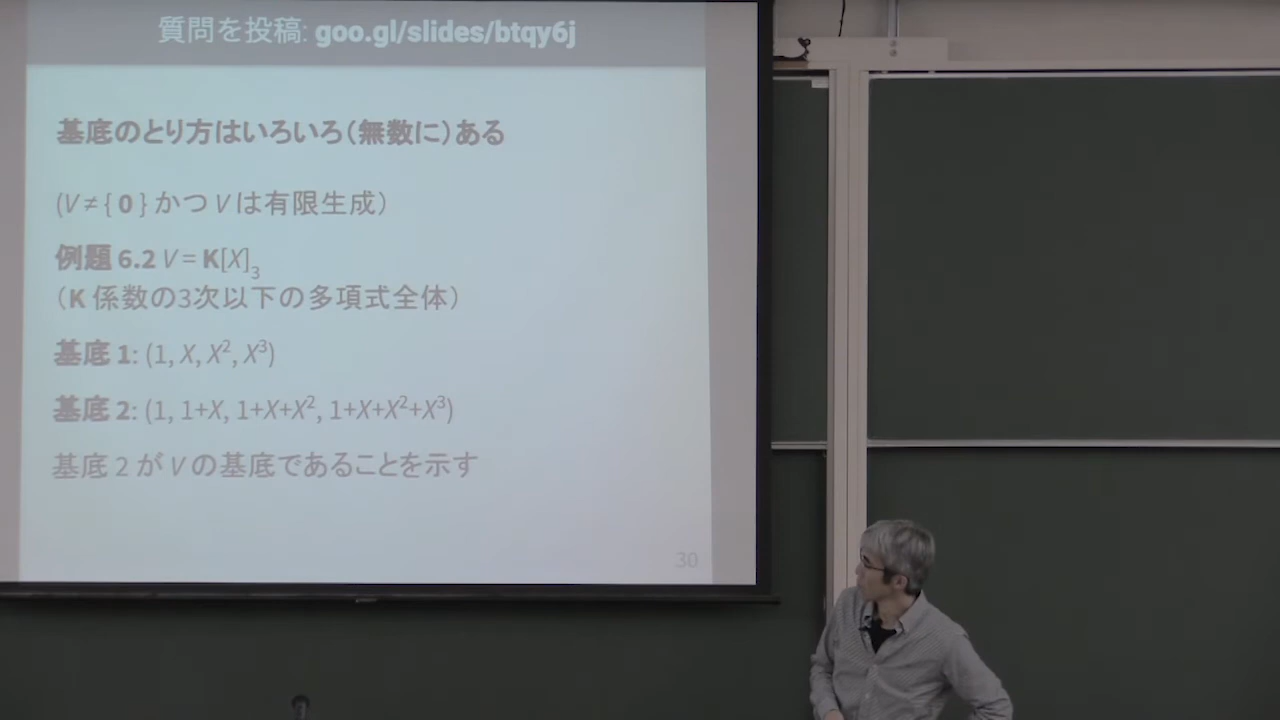 質問を投稿: goo.gl/slides/btqy6j
基底のとり方はいろいろ（無数に）ある
(V ≠ { 0 } かつ V は有限生成）
例題 6.2 V = K[X]₃
（K 係数の3次以下の多項式全体）
基底 1: (1, X, X², X³)
基底 2: (1, 1+X, 1+X+X², 1+X+X²+X³)
基底 2 が V の基底であることを示す
30